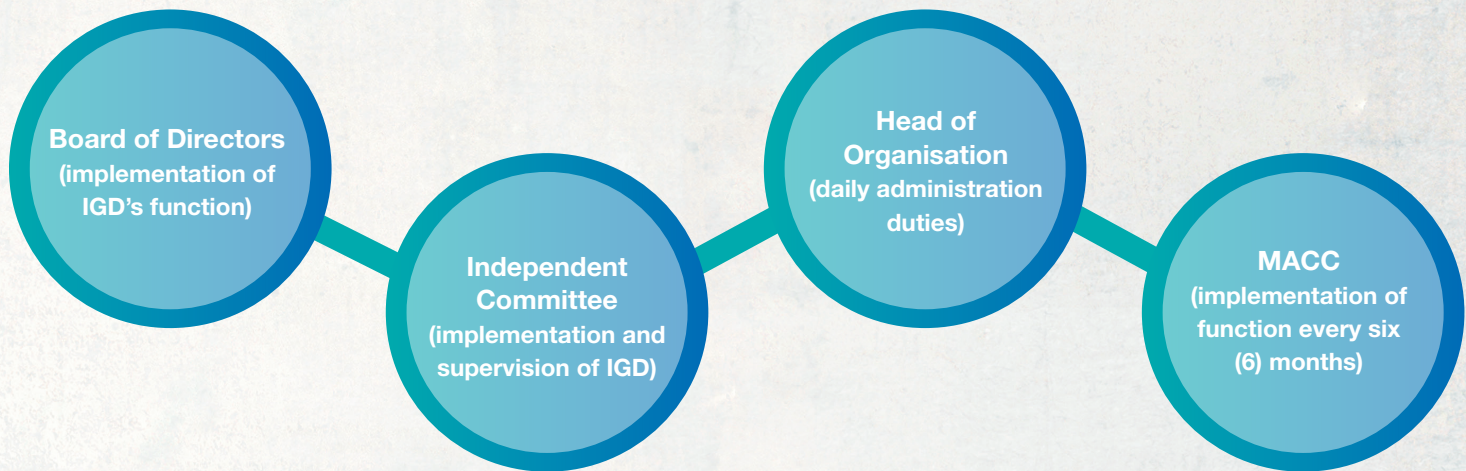 Board of Directors
(implementation of
IGD’s function)
Independent
Committee
(implementation and
supervision of IGD)
Head of
Organisation
(daily administration
duties)
MACC
(implementation of
function every six
(6) months)